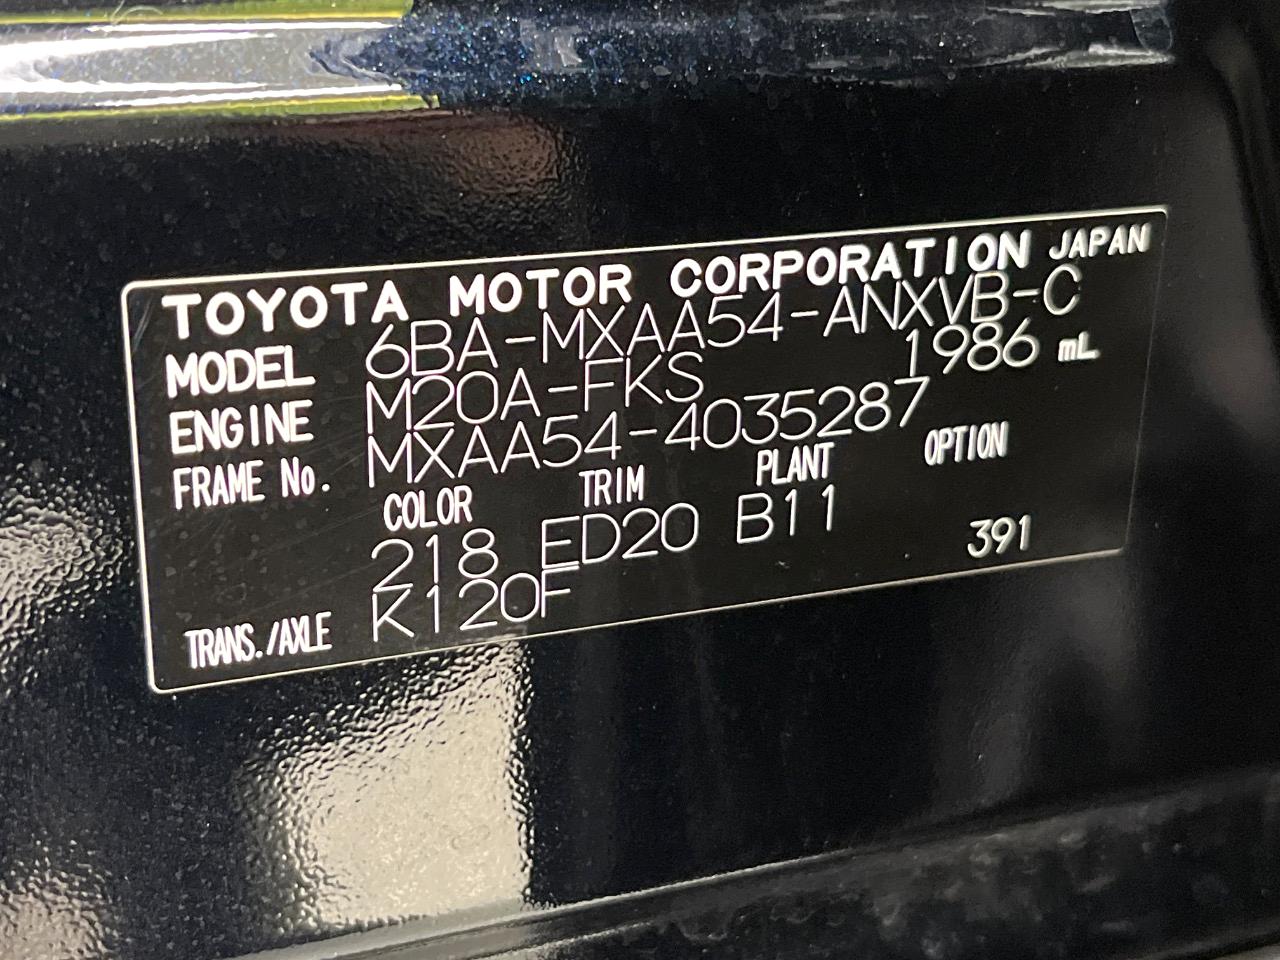 TOYOTA MOTOR CORPORATION JAPAN
MODEL 6BA-MXAA54-ANXVB-C
ENGINE M20A-FKS 1986 mL
FRAME No. MXAA54-4035287
COLOR TRIM PLANT OPTION
218 ED20 B11
TRANS./AXLE K120F 391